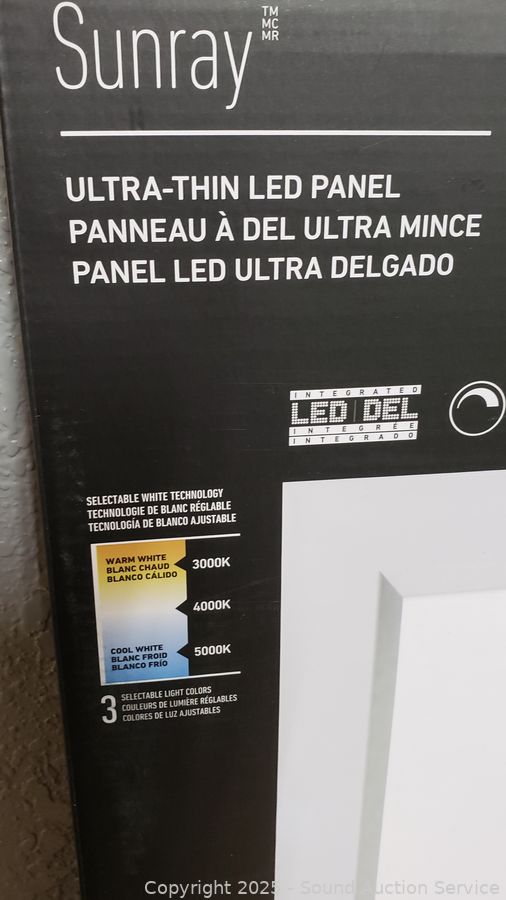 Sunray
TM
MC
MR
ULTRA-THIN LED PANEL
PANNEAU À DEL ULTRA MINCE
PANEL LED ULTRA DELGADO
INTEGRATED
LED | DEL
INTEGRÉE
INTEGRADO
SELECTABLE WHITE TECHNOLOGY
TECHNOLOGIE DE BLANC RÉGLABLE
TECNOLOGÍA DE BLANCO AJUSTABLE
WARM WHITE
BLANC CHAUD
BLANCO CÁLIDO
3000K
4000K
COOL WHITE
BLANC FROID
BLANCO FRÍO
5000K
3 SELECTABLE LIGHT COLORS
COULEURS DE LUMIÈRE RÉGLABLES
COLORES DE LUZ AJUSTABLES
Copyright 2025 - Sound Auction Service